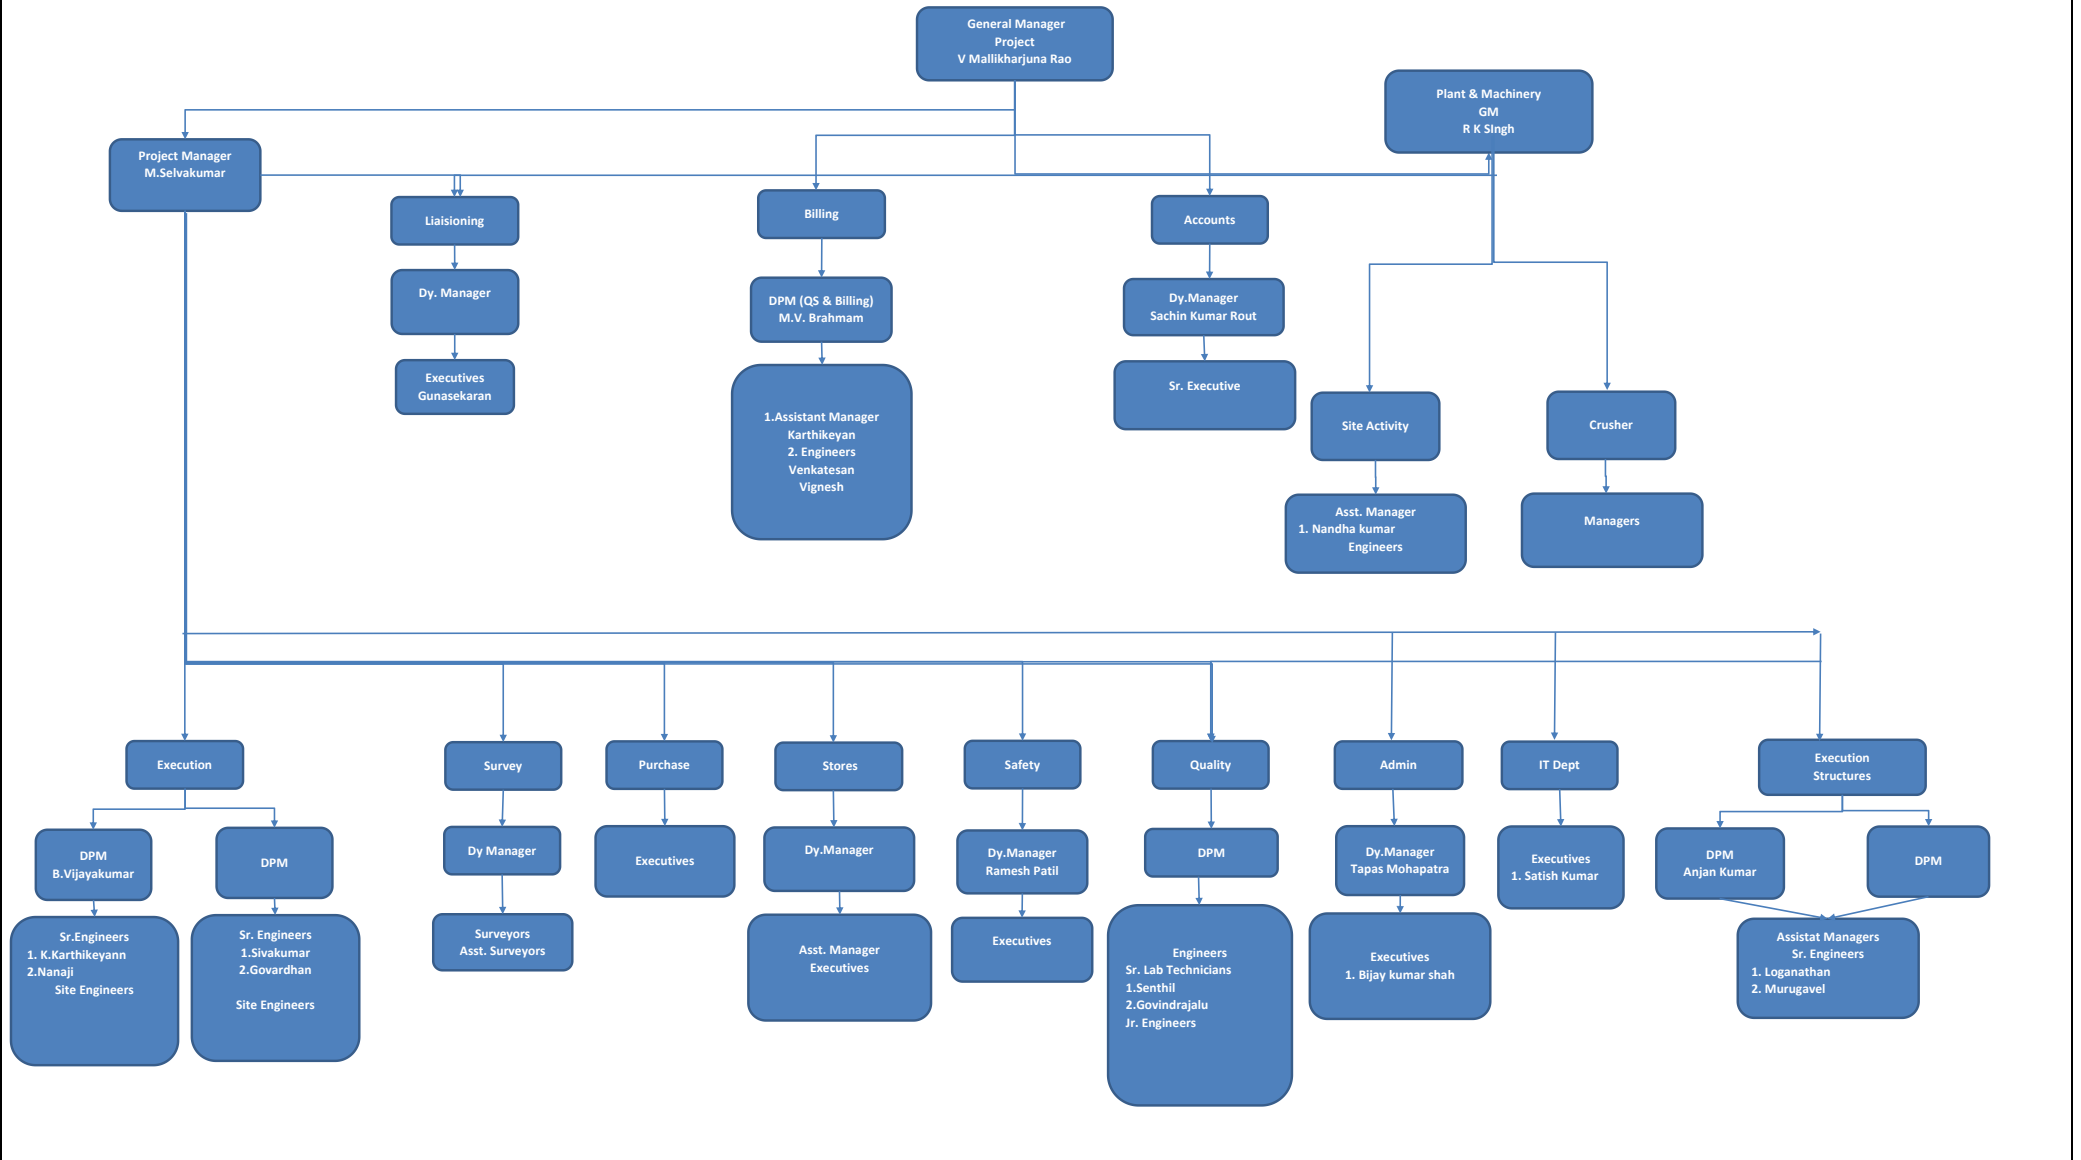 General Manager
Project
V Mallikharjuna Rao
Plant & Machinery
GM
R K SIngh
Project Manager
M.Selvakumar
Liaisioning
Billing
Accounts
Dy. Manager
DPM (QS & Billing)
M.V. Brahmam
Dy.Manager
Sachin Kumar Rout
Executives
Gunasekaran
1.Assistant Manager
Karthikeyan
2. Engineers
Venkatesan
Vignesh
Sr. Executive
Site Activity
Crusher
Asst. Manager
1. Nandha kumar
Engineers
Managers
Execution
Survey
Purchase
Stores
Safety
Quality
Admin
IT Dept
Execution
Structures
DPM
B.Vijayakumar
DPM
Dy Manager
Executives
Dy.Manager
Dy.Manager
Ramesh Patil
DPM
Dy.Manager
Tapas Mohapatra
Executives
1. Satish Kumar
DPM
Anjan Kumar
DPM
Sr.Engineers
1. K.Karthikeyann
2.Nanaji
Site Engineers
Sr. Engineers
1.Sivakumar
2.Govardhan
Site Engineers
Surveyors
Asst. Surveyors
Asst. Manager
Executives
Executives
Engineers
Sr. Lab Technicians
1.Senthil
2.Govindrajalu
Jr. Engineers
Executives
1. Bijay kumar shah
Assistat Managers
Sr. Engineers
1. Loganathan
2. Murugavel